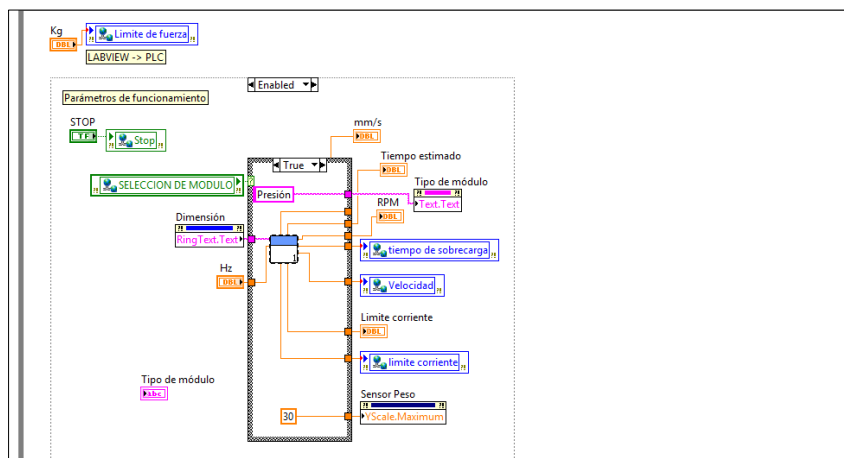 Kg
DBL
Limite de fuerza
LABVIEW -> PLC
Enabled
Parámetros de funcionamiento
STOP
TF
Stop
mm/s
DBL
True
Tiempo estimado
DBL
SELECCION DE MODULO
Presión
Tipo de módulo
Text.Text
RPM
DBL
Dimensión
RingText.Text
1
tiempo de sobrecarga
Hz
DBL
Velocidad
Limite corriente
DBL
limite corriente
Tipo de módulo
abc
Sensor Peso
30
YScale.Maximum